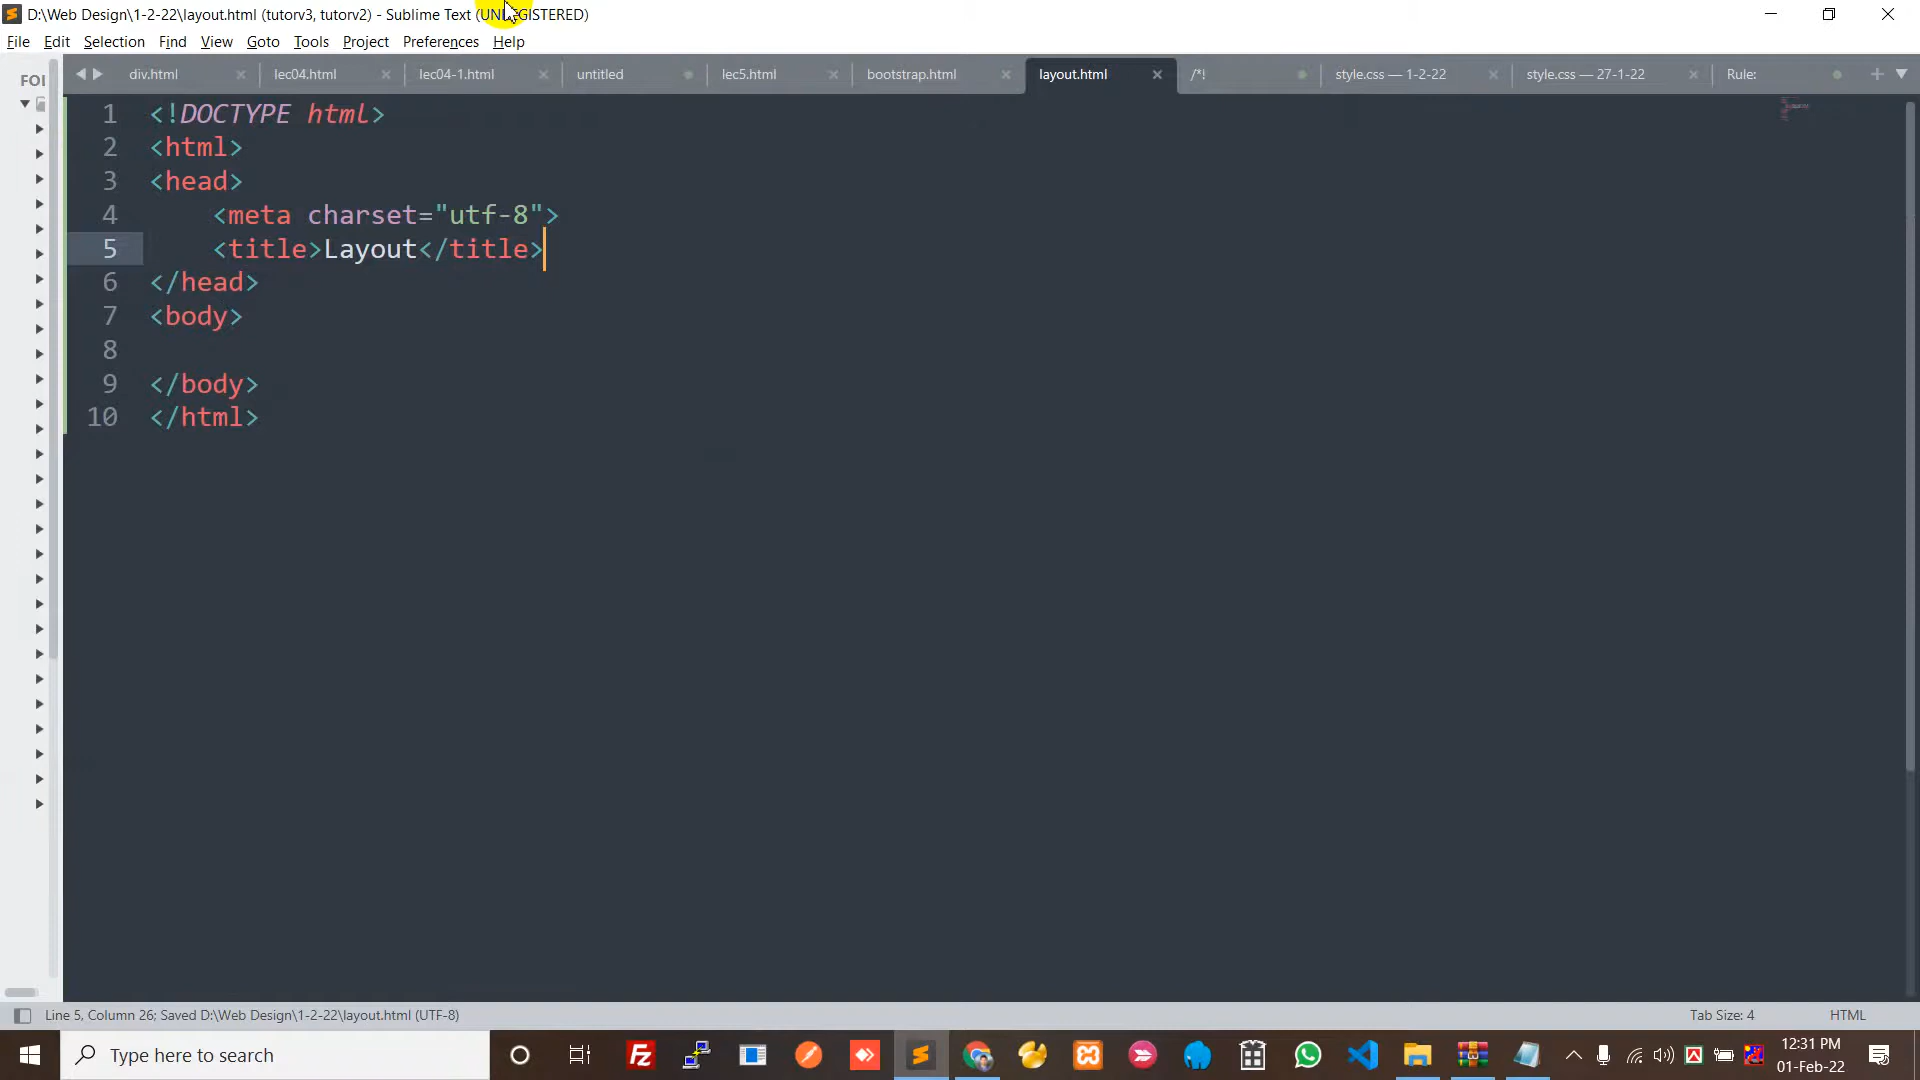 D:\Web Design\1-2-22\layout.html (tutorv3, tutorv2) - Sublime Text (UNREGISTERED)
File Edit Selection Find View Goto Tools Project Preferences Help
FOI
div.html lec04.html lec04-1.html untitled lec5.html bootstrap.html layout.html /*! style.css — 1-2-22 style.css — 27-1-22 Rule:
1 <!DOCTYPE html>
2 <html>
3 <head>
4 <meta charset="utf-8">
5 <title>Layout</title>
6 </head>
7 <body>
8
9 </body>
10 </html>
Line 5, Column 26; Saved D:\Web Design\1-2-22\layout.html (UTF-8) Tab Size: 4 HTML
Type here to search
12:31 PM
01-Feb-22